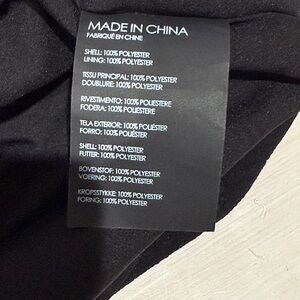 MADE IN CHINA
FABRIQUÉ EN CHINE
SHELL: 100% POLYESTER
LINING: 100% POLYESTER
TISSU PRINCIPAL: 100% POLYESTER
DOUBLURE: 100% POLYESTER
RIVESTIMENTO: 100% POLIESTERE
FODERA: 100% POLIESTERE
TELA EXTERIOR: 100% POLIÉSTER
FORRO: 100% POLIÉSTER
SHELL: 100% POLYESTER
FUTTER: 100% POLYESTER
BOVENSTOF: 100% POLYESTER
VOERING: 100% POLYESTER
KROPSSTYKKE: 100% POLYESTER
FORING: 100% POLYESTER